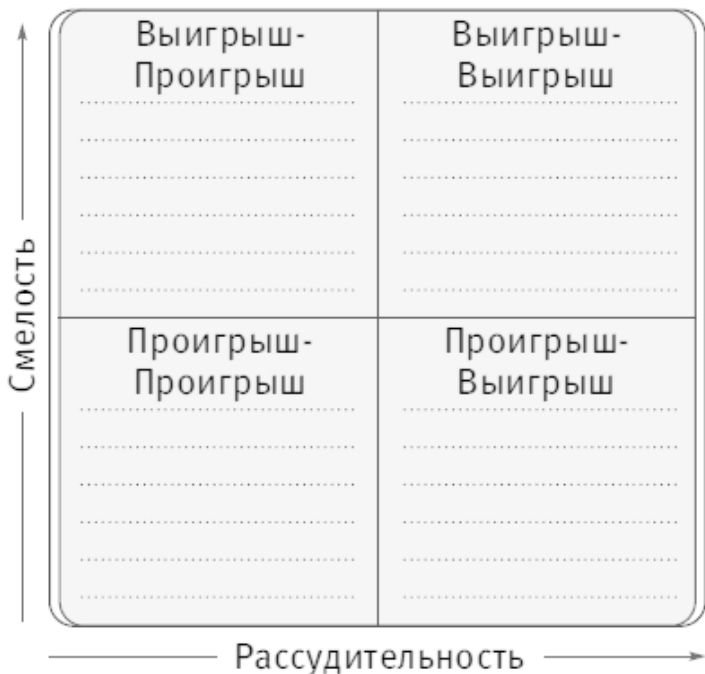 Выигрыш-
Проигрыш
Выигрыш-
Выигрыш
Проигрыш-
Проигрыш
Проигрыш-
Выигрыш
Смелость
Рассудительность